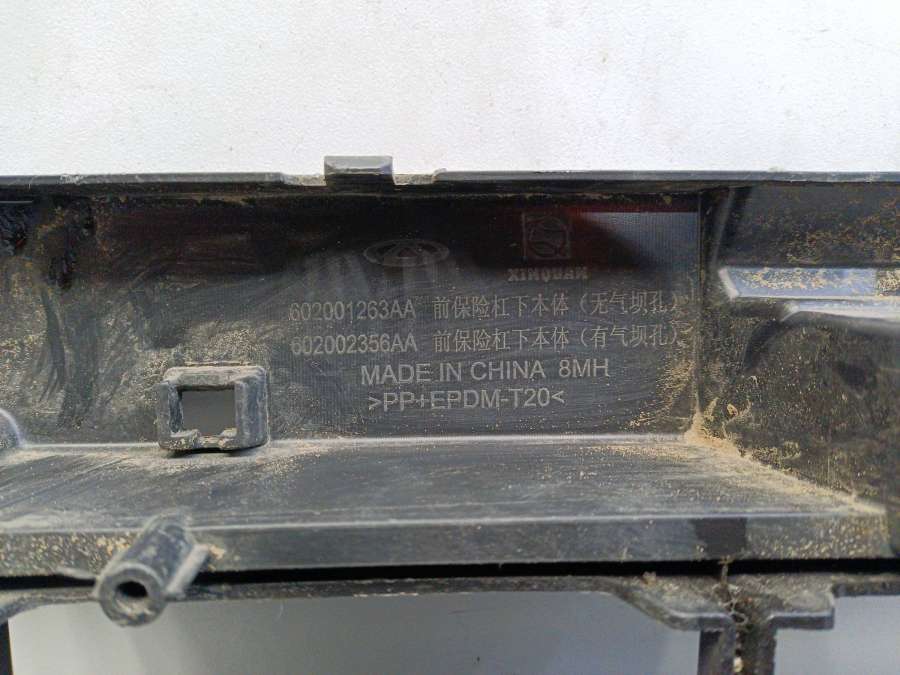 602001263AA 前保险杠下本体（无气坝孔）
602002356AA 前保险杠下本体（有气坝孔）
MADE IN CHINA 8MH
>PP+EPDM-T20<